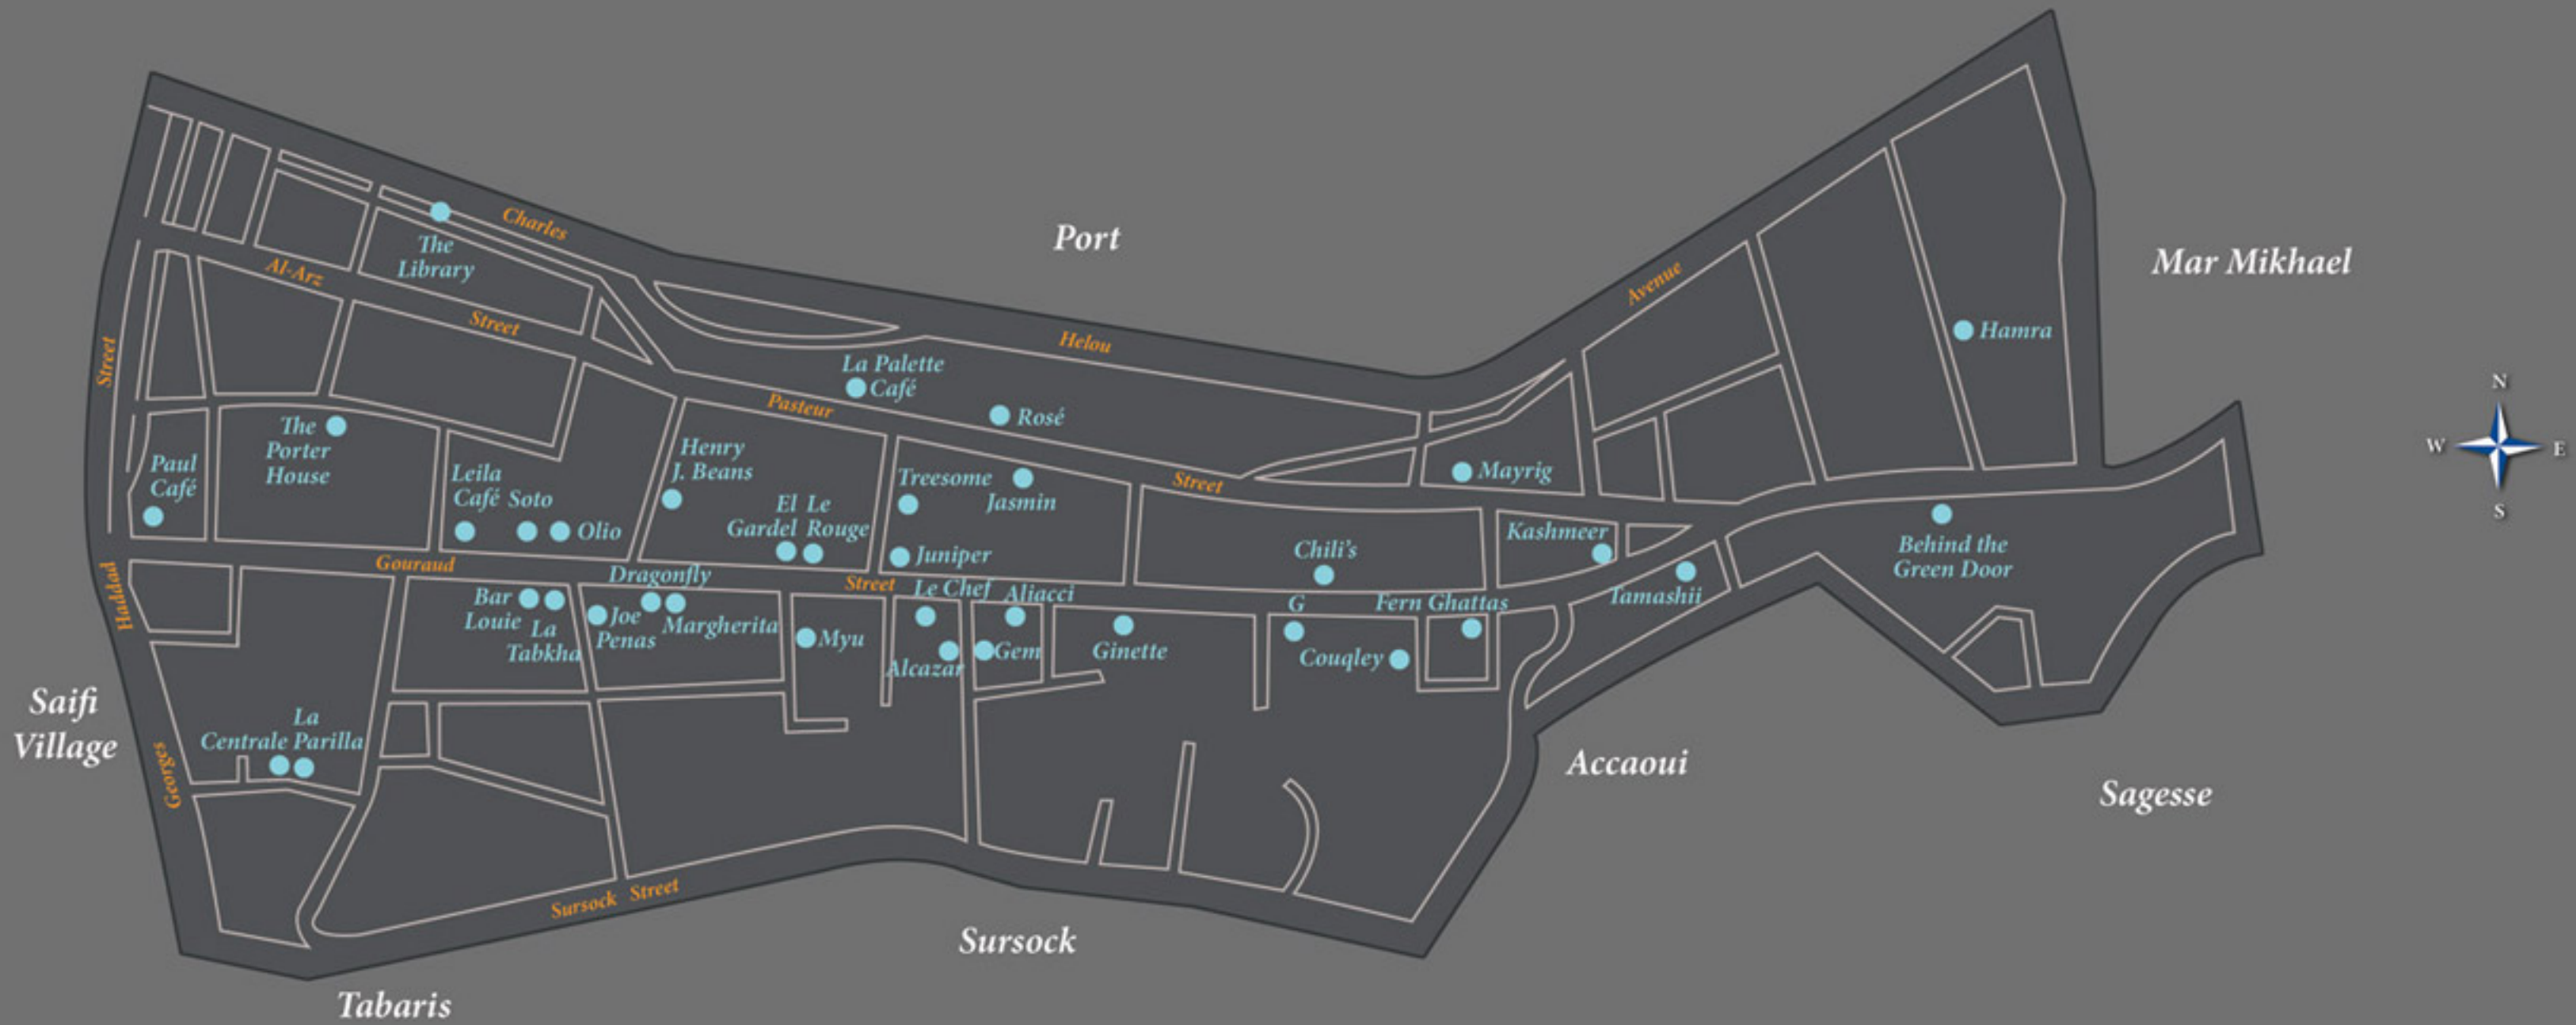 Charles
The
Library
Port
Al-Arz
Street
Helou
Avenue
Mar Mikhael
Street
Hamra
La Palette
Café
Pasteur
Rosé
N
W
E
S
The
Porter
House
Paul
Café
Henry
J. Beans
Leila
Café
Soto
Olio
El
Gardel
Le
Rouge
Treesome
Jasmin
Street
Mayrig
Kashmeer
Juniper
Chili's
Behind the
Green Door
Gouraud
Haddad
Dragonfly
Street
Le Chef
Aliacci
G
Fern Ghattas
Tamashii
Bar
Louie
La
Tabkha
Joe
Penas
Margherita
Myu
Alcazar
Gem
Ginette
Couqley
Saifi
Village
La
Centrale
Parilla
Georges
Accaoui
Sagesse
Sursock Street
Sursock
Tabaris